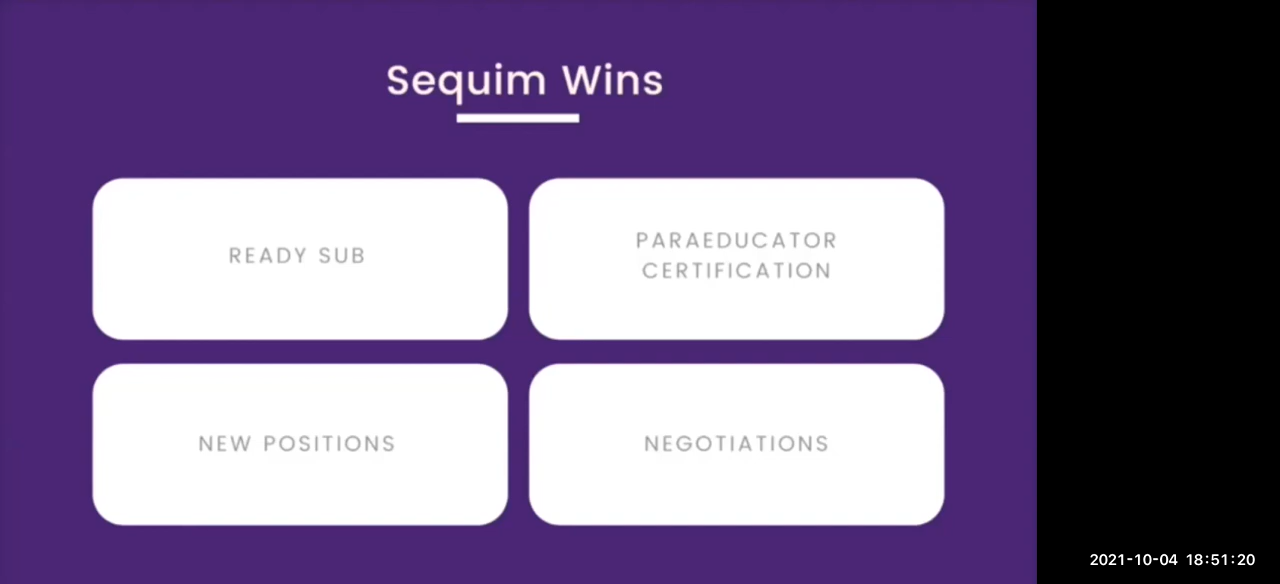 Sequim Wins
READY SUB
PARAEDUCATOR
CERTIFICATION
NEW POSITIONS
NEGOTIATIONS
2021-10-04 18:51:20